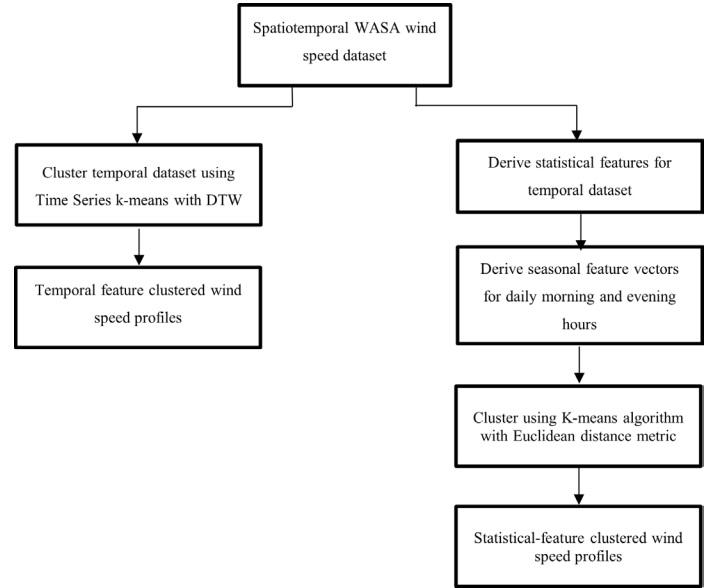 Spatiotemporal WASA wind
speed dataset
Cluster temporal dataset using
Time Series k-means with DTW
Temporal feature clustered wind
speed profiles
Derive statistical features for
temporal dataset
Derive seasonal feature vectors
for daily morning and evening
hours
Cluster using K-means algorithm
with Euclidean distance metric
Statistical-feature clustered wind
speed profiles